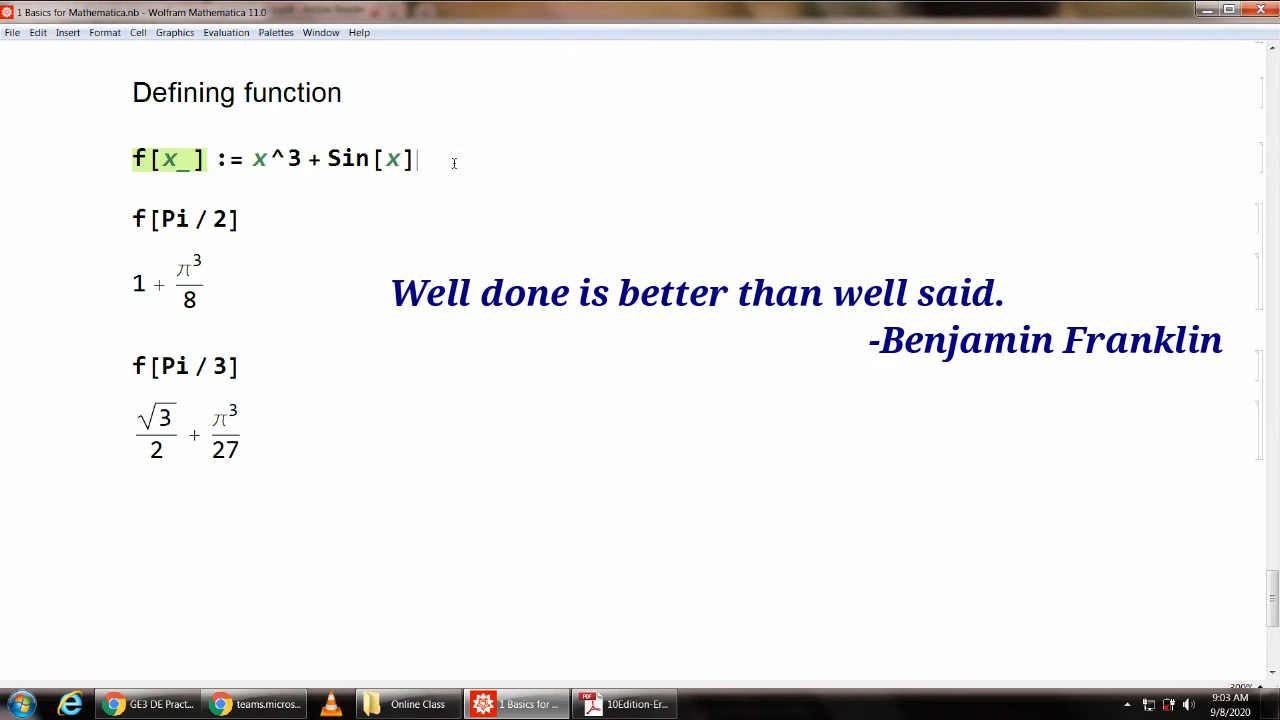 1 Basics for Mathematica.nb - Wolfram Mathematica 11.0
File Edit Insert Format Cell Graphics Evaluation Palettes Window Help
Defining function
f[x_] := x^3 + Sin[x]
f[Pi / 2]
1 + π³/8
Well done is better than well said.
-Benjamin Franklin
f[Pi / 3]
√3/2 + π³/27
9:03 AM
GE3 DE Pract... teams.micros... Online Class 1 Basics for ... 10Edition-Er...
9/8/2020